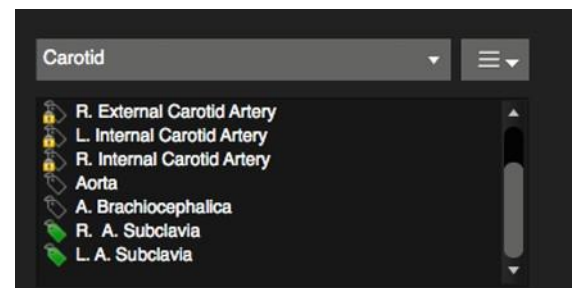 Carotid
R. External Carotid Artery
L. Internal Carotid Artery
R. Internal Carotid Artery
Aorta
A. Brachiocephalica
R. A. Subclavia
L. A. Subclavia